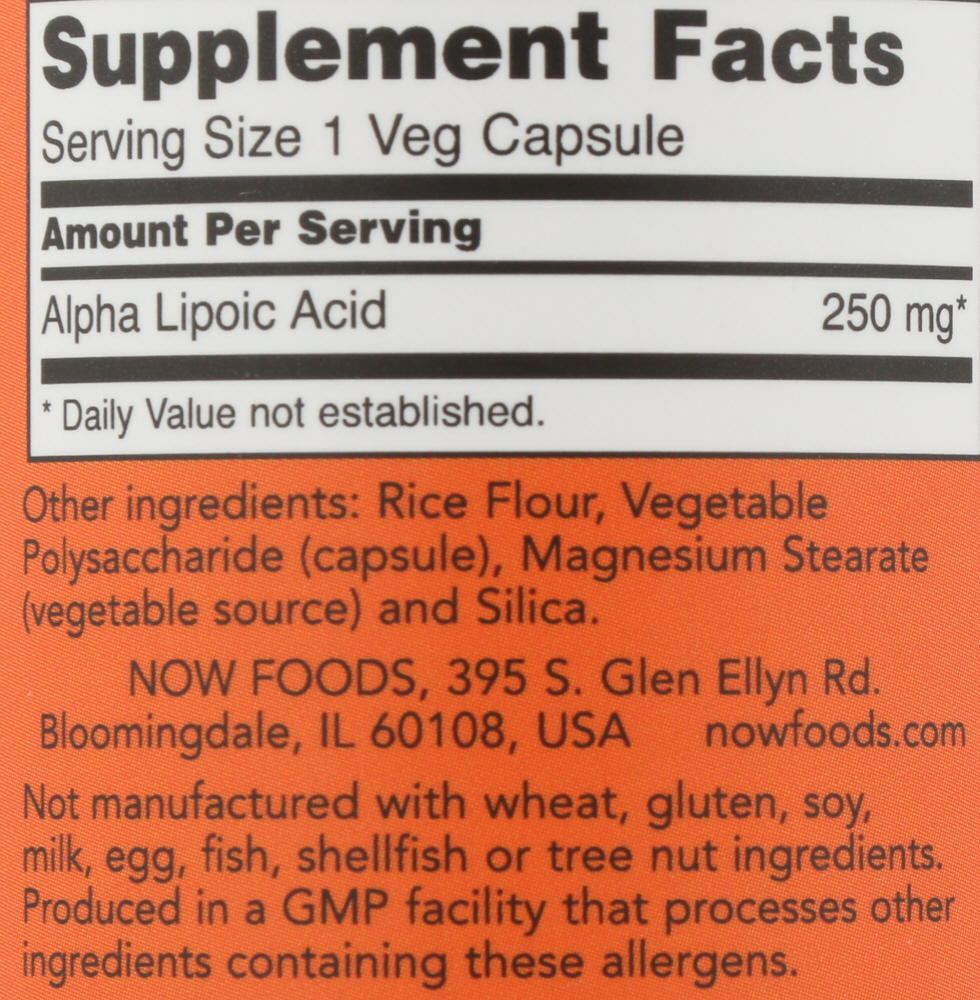 Supplement Facts
Serving Size 1 Veg Capsule
Amount Per Serving
Alpha Lipoic Acid 250 mg*
* Daily Value not established.
Other ingredients: Rice Flour, Vegetable
Polysaccharide (capsule), Magnesium Stearate
(vegetable source) and Silica.
NOW FOODS, 395 S. Glen Ellyn Rd.
Bloomingdale, IL 60108, USA nowfoods.com
Not manufactured with wheat, gluten, soy,
milk, egg, fish, shellfish or tree nut ingredients.
Produced in a GMP facility that processes other
ingredients containing these allergens.